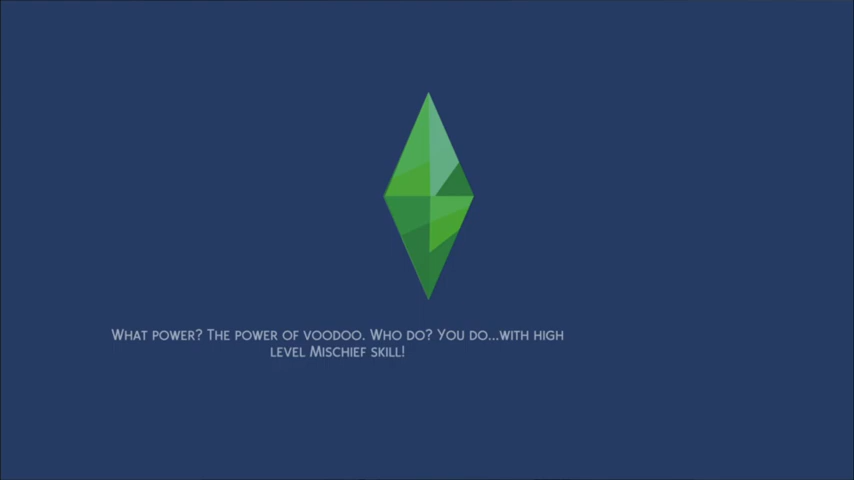 What power? The power of voodoo. Who do? You do...with high
level Mischief skill!